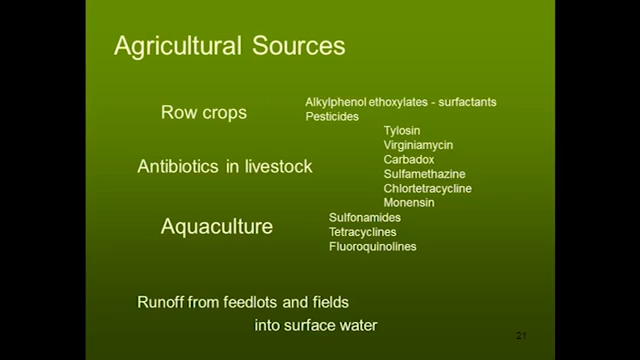 Agricultural Sources
Row crops
Alkylphenol ethoxylates - surfactants
Pesticides
Antibiotics in livestock
Tylosin
Virginiamycin
Carbadox
Sulfamethazine
Chlortetracycline
Monensin
Aquaculture
Sulfonamides
Tetracyclines
Fluoroquinolines
Runoff from feedlots and fields
into surface water
21